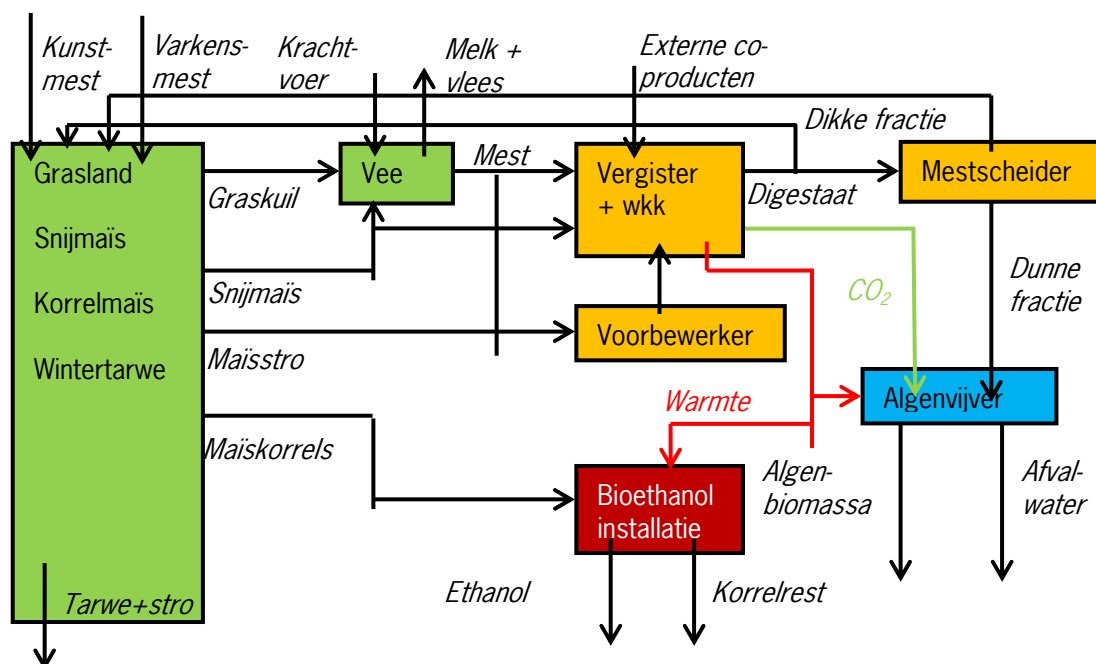 Kunst-
mest
Varkens-
mest
Kracht-
voer
Melk +
vlees
Externe co-
producten
Dikke fractie
Grasland
Snijmaïs
Korrelmaïs
Wintertarwe
Graskuil
Vee
Mest
Vergister
+ wkk
Digestaat
Mestscheider
Snijmaïs
CO2
Dunne
fractie
Maïsstro
Voorbewerker
Warmte
Algenvijver
Maïskorrels
Bioethanol
installatie
Algen-
biomassa
Afval-
water
Tarwe+stro
Ethanol
Korrelrest